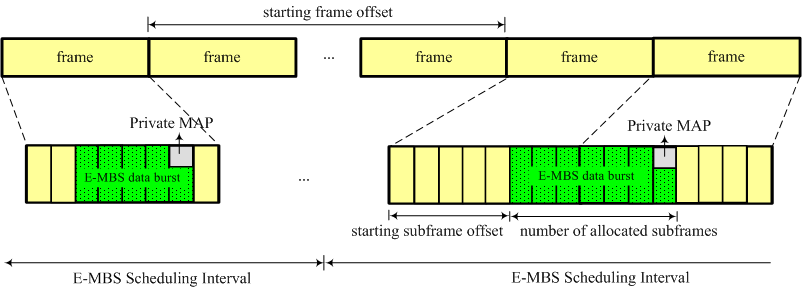 starting frame offset
frame frame ... frame frame frame
Private MAP
Private MAP
E-MBS data burst ... E-MBS data burst
starting subframe offset number of allocated subframes
E-MBS Scheduling Interval E-MBS Scheduling Interval